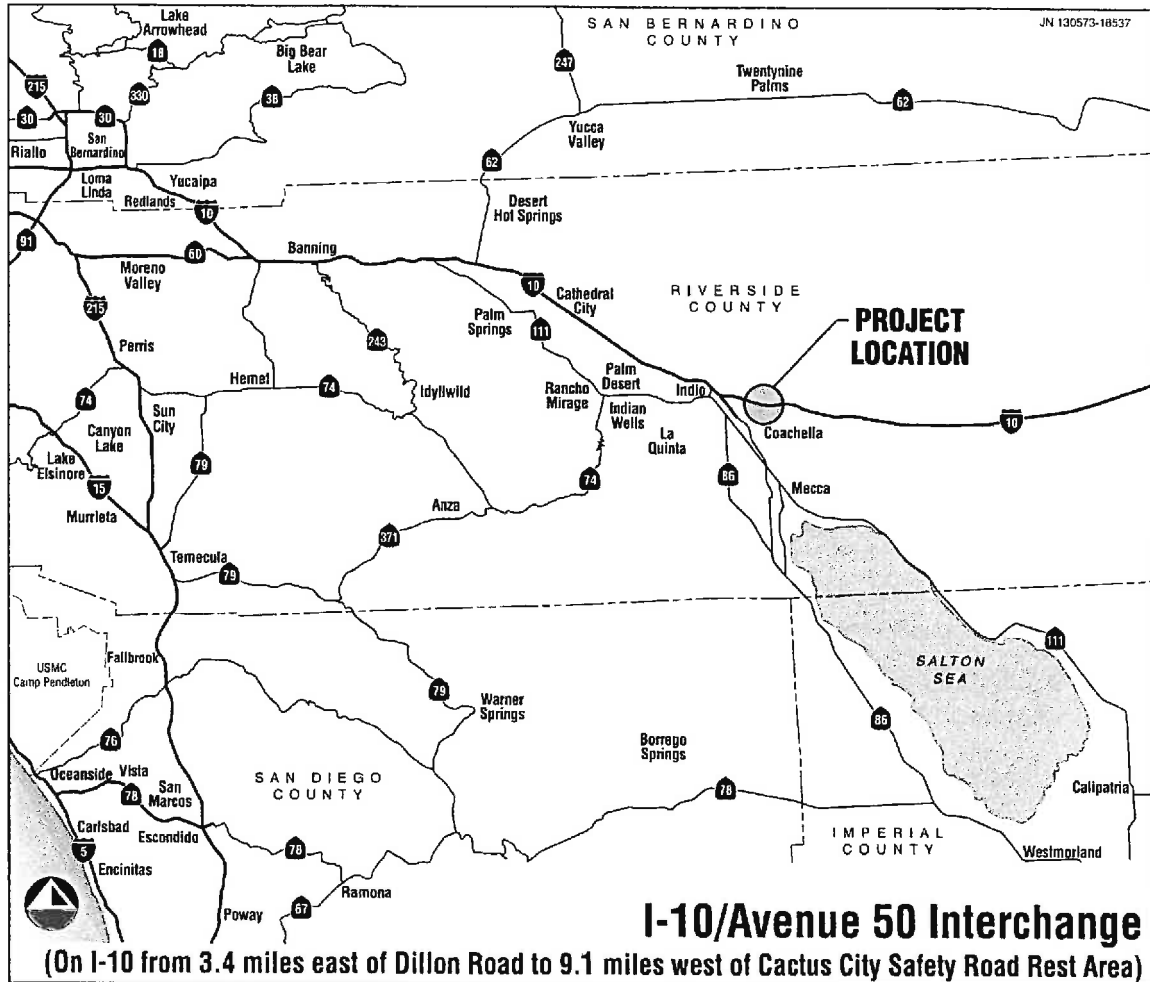 Lake
Arrowhead
SAN BERNARDINO
COUNTY
JN 130573-18537
18
Big Bear
Lake
247
Twentynine
Palms
215
330
38
62
30
30
San
Bernardino
Yucca
Valley
Rialto
62
Loma
Linda
Yucaipa
Redlands
10
Desert
Hot Springs
91
60
Banning
Moreno
Valley
10
Cathedral
City
RIVERSIDE
COUNTY
215
Palm
Springs
111
PROJECT
LOCATION
Perris
243
Hemet
74
Idyllwild
Rancho
Mirage
Palm
Desert
Indio
74
Sun
City
Canyon
Lake
Indian
Wells
Coachella
10
La
Quinta
Lake
Elsinore
79
86
15
74
Mecca
Murrieta
Anza
371
Temecula
79
USMC
Camp Pendleton
Fallbrook
SALTON
SEA
111
79
Warner
Springs
86
76
Borrego
Springs
Oceanside
Vista
San
Marcos
SAN DIEGO
COUNTY
78
78
Calipatria
Carlsbad
Escondido
IMPERIAL
COUNTY
5
78
Westmorland
Encinitas
Ramona
67
Poway
I-10/Avenue 50 Interchange
(On I-10 from 3.4 miles east of Dillon Road to 9.1 miles west of Cactus City Safety Road Rest Area)